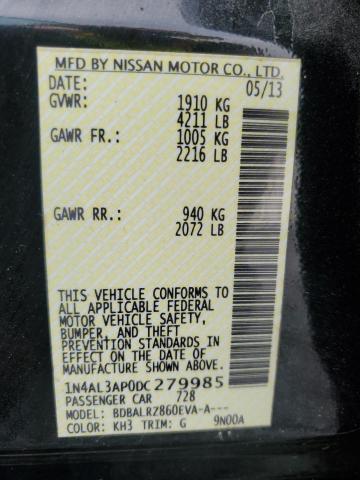 MFD BY NISSAN MOTOR CO., LTD.
DATE: 05/13
GVWR: 1910 KG
4211 LB
GAWR FR: 1005 KG
2216 LB
GAWR RR: 940 KG
2072 LB
THIS VEHICLE CONFORMS TO
ALL APPLICABLE FEDERAL
MOTOR VEHICLE SAFETY,
BUMPER, AND THEFT
PREVENTION STANDARDS
IN EFFECT ON THE DATE OF
MANUFACTURE SHOWN ABOVE.
1N4AL3AP0DC279985
PASSENGER CAR 728
MODEL: BDBALRZ860EVA-A---
COLOR: KH3 TRIM: G 9N00A